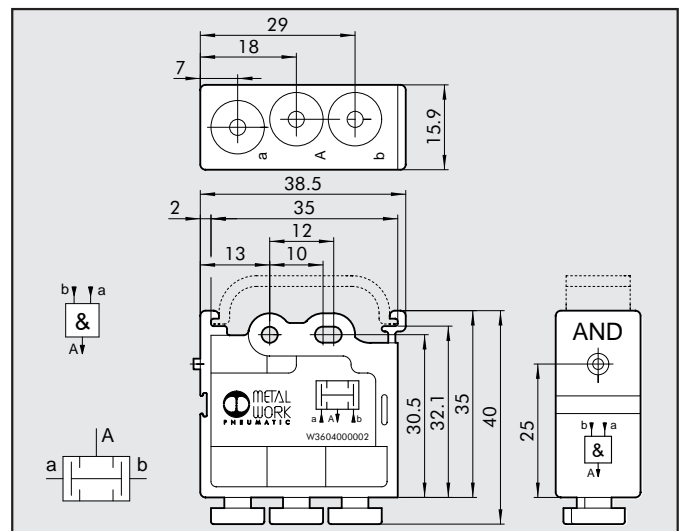 29
18
7
15.9
a A b
38.5
2 35
12
13 10
b a
&
A
METAL
WORK
PNEUMATIC
a A b
W3604000002
30.5
32.1
35
40
AND
25
b a
&
A
A
a b